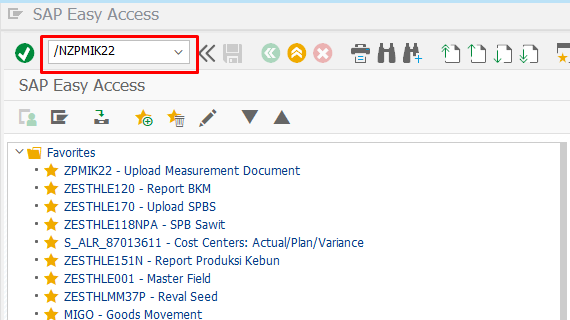 SAP Easy Access
/NZPMIK22
SAP Easy Access
Favorites
ZPMIK22 - Upload Measurement Document
ZESTHLE120 - Report BKM
ZESTHLE170 - Upload SPBS
ZESTHLE118NPA - SPB Sawit
S_ALR_87013611 - Cost Centers: Actual/Plan/Variance
ZESTHLE151N - Report Produksi Kebun
ZESTHLE001 - Master Field
ZESTHLMM37P - Reval Seed
MIGO - Goods Movement